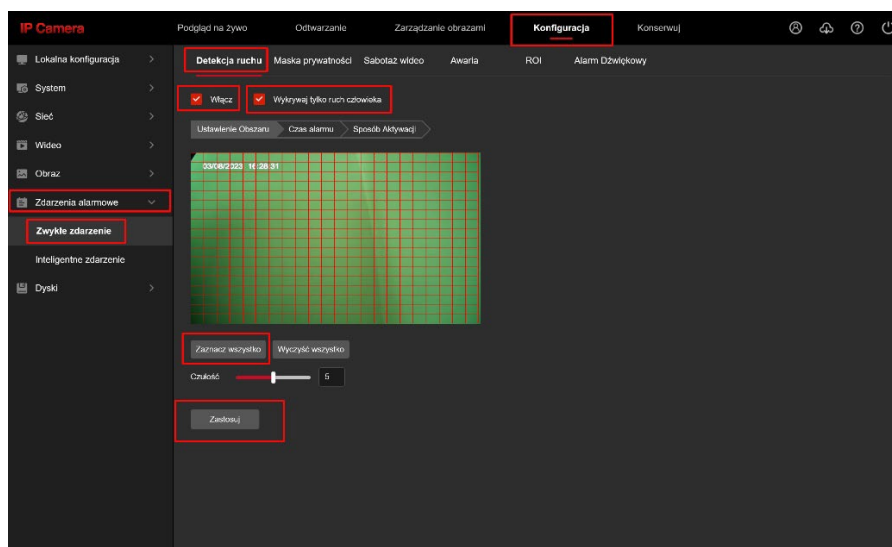 IP Camera
Podgląd na żywo Odtwarzanie Zarządzanie obrazami Konfiguracja Konserwuj
Lokalna konfiguracja
System
Sieć
Wideo
Obraz
Zdarzenia alarmowe
Zwykłe zdarzenie
Inteligentne zdarzenie
Dyski
Detekcja ruchu Maska prywatności Sabotaż wideo Awaria ROI Alarm Dźwiękowy
Włącz Wykrywaj tylko ruch człowieka
Ustawienie Obszaru Czas alarmu Sposób Aktywacji
03/08/2023 16:28:31
Zaznacz wszystko Wyczyść wszystko
Czułość 5
Zastosuj